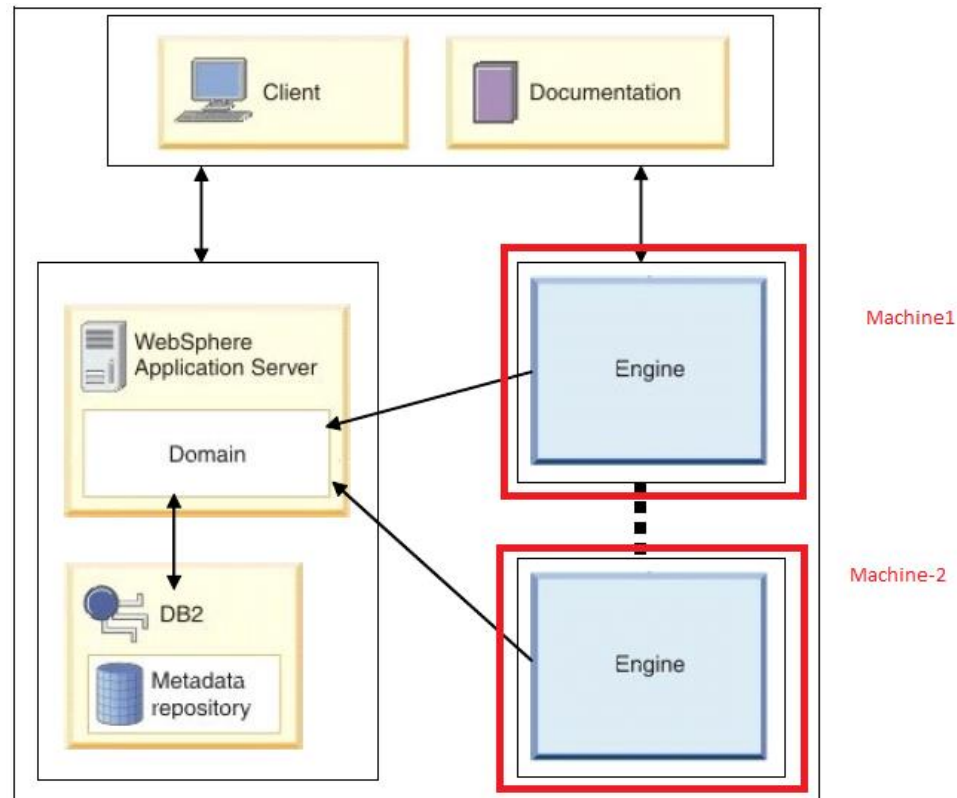 Client
Documentation
WebSphere
Application Server
Domain
DB2
Metadata
repository
Engine
Machine1
Engine
Machine-2